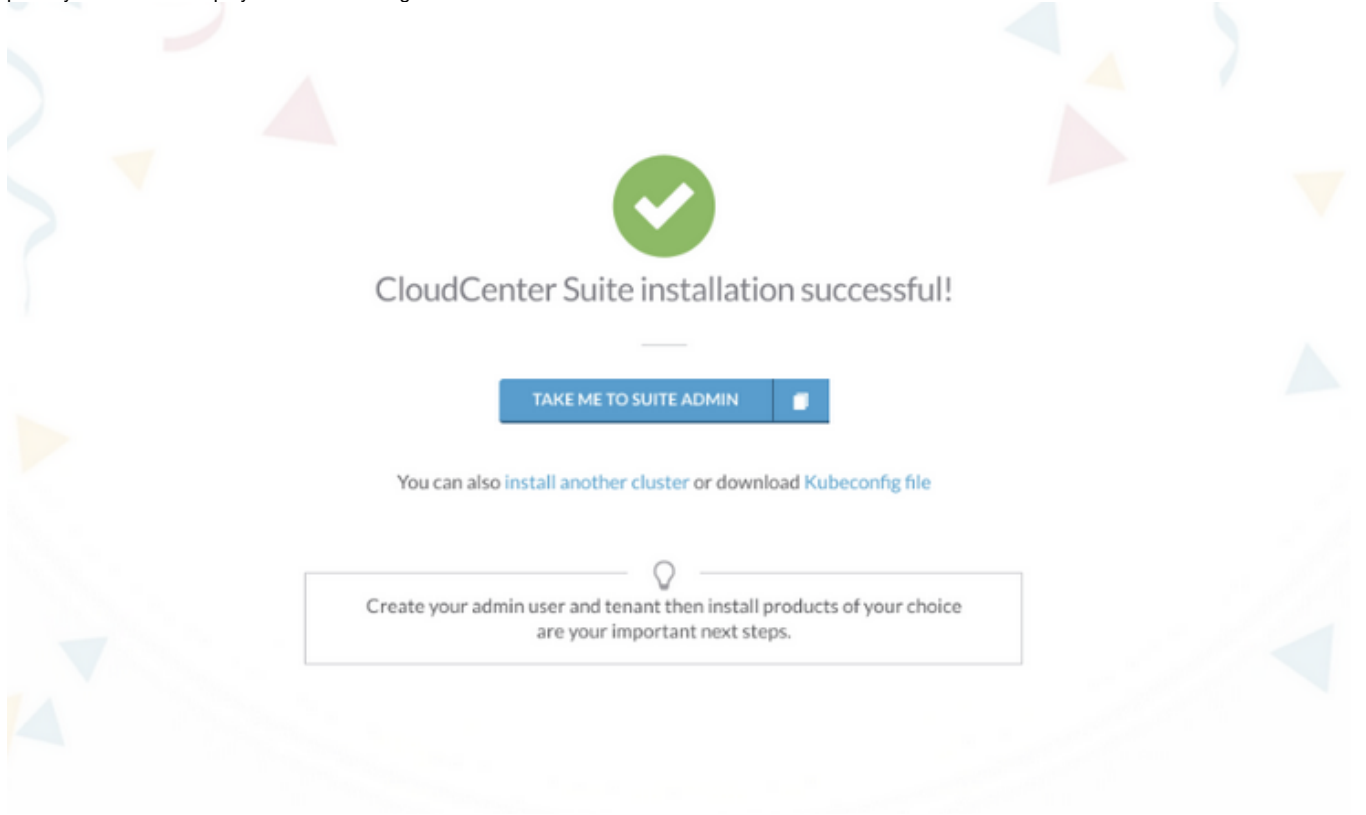 CloudCenter Suite installation successful!
TAKE ME TO SUITE ADMIN
You can also install another cluster or download Kubeconfig file
Create your admin user and tenant then install products of your choice
are your important next steps.